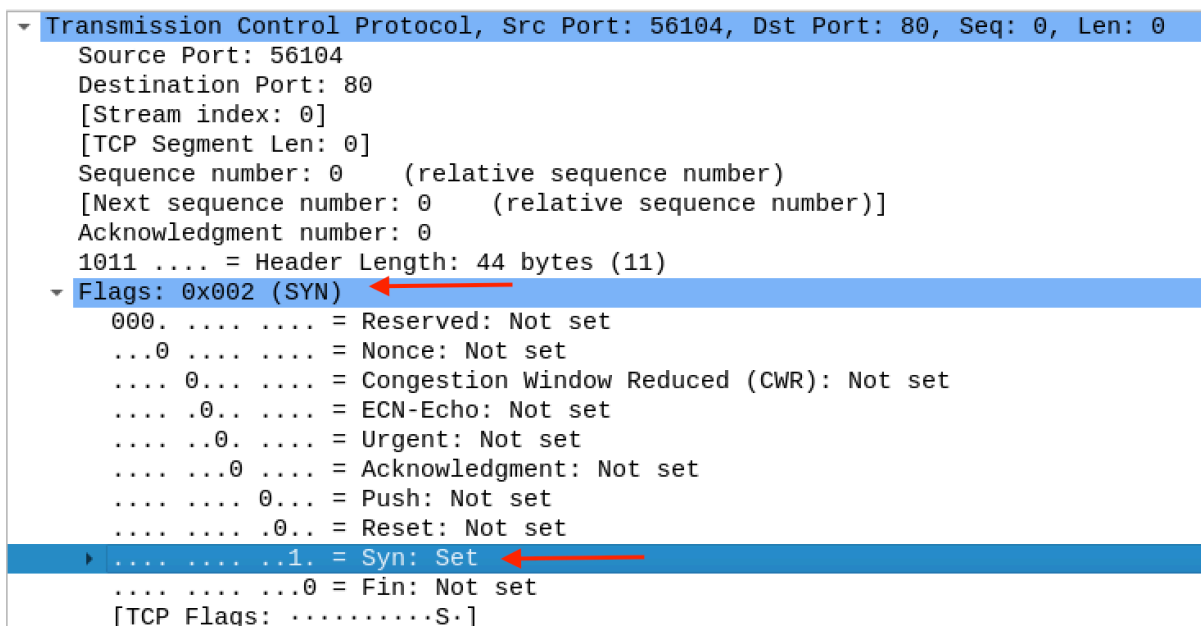 Transmission Control Protocol, Src Port: 56104, Dst Port: 80, Seq: 0, Len: 0
Source Port: 56104
Destination Port: 80
[Stream index: 0]
[TCP Segment Len: 0]
Sequence number: 0    (relative sequence number)
[Next sequence number: 0    (relative sequence number)]
Acknowledgment number: 0
1011 .... = Header Length: 44 bytes (11)
Flags: 0x002 (SYN)
000. .... .... = Reserved: Not set
...0 .... .... = Nonce: Not set
.... 0... .... = Congestion Window Reduced (CWR): Not set
.... .0.. .... = ECN-Echo: Not set
.... ..0. .... = Urgent: Not set
.... ...0 .... = Acknowledgment: Not set
.... .... 0... = Push: Not set
.... .... .0.. = Reset: Not set
.... .... ..1. = Syn: Set
.... .... ...0 = Fin: Not set
[TCP Flags: ··········S·]